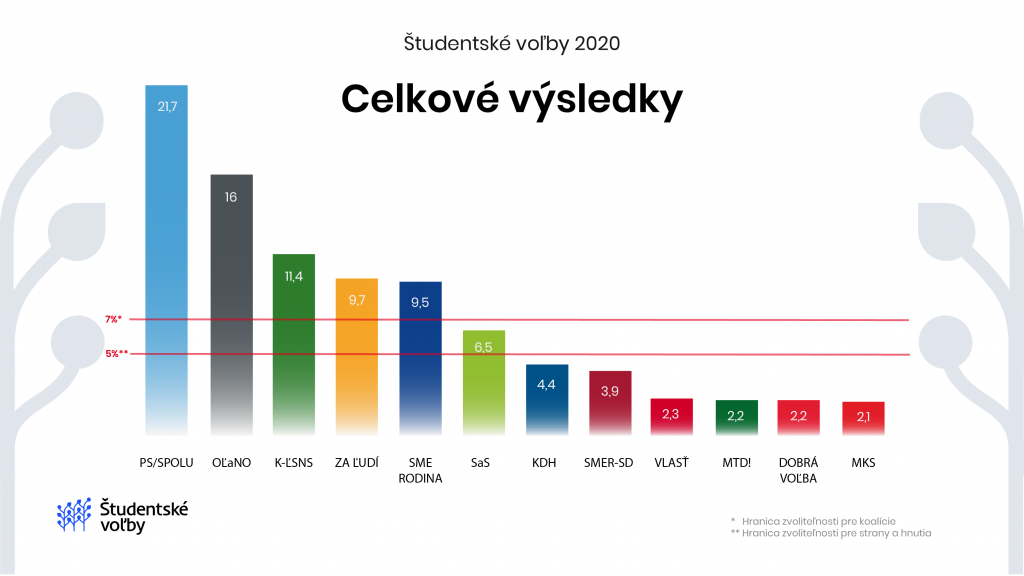 Študentské voľby 2020
Celkové výsledky
21,7
16
11,4
9,7
9,5
7%*
6,5
5%**
4,4
3,9
2,3
2,2
2,2
2,1
PS/SPOLU
OĽaNO
K-ĽSNS
ZA ĽUDÍ
SME
RODINA
SaS
KDH
SMER-SD
VLASŤ
MTD!
DOBRÁ
VOĽBA
MKS
Študentské
voľby
* Hranica zvoliteľnosti pre koalície
** Hranica zvoliteľnosti pre strany a hnutia